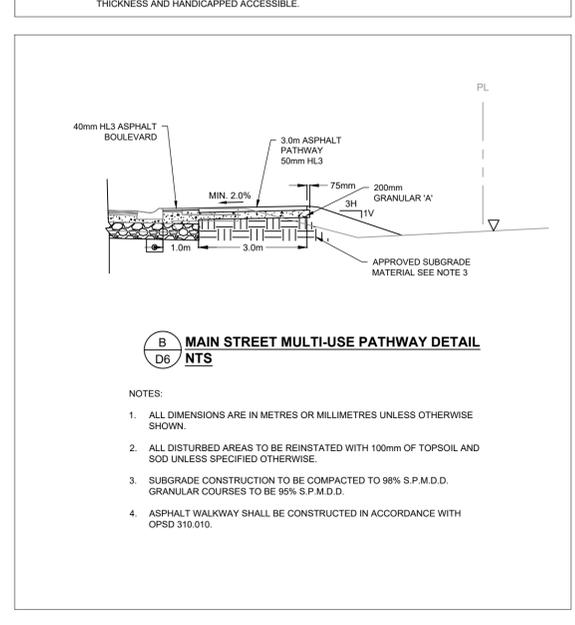 THICKNESS AND HANDICAPPED ACCESSIBLE.
PL
40mm HL3 ASPHALT
BOULEVARD
3.0m ASPHALT
PATHWAY
50mm HL3
MIN. 2.0%
75mm
200mm
GRANULAR 'A'
3H
1V
1.0m
3.0m
APPROVED SUBGRADE
MATERIAL SEE NOTE 3
B
D6
MAIN STREET MULTI-USE PATHWAY DETAIL
NTS
NOTES:
1. ALL DIMENSIONS ARE IN METRES OR MILLIMETRES UNLESS OTHERWISE
SHOWN.
2. ALL DISTURBED AREAS TO BE REINSTATED WITH 100mm OF TOPSOIL AND
SOD UNLESS SPECIFIED OTHERWISE.
3. SUBGRADE CONSTRUCTION TO BE COMPACTED TO 98% S.P.M.D.D.
GRANULAR COURSES TO BE 95% S.P.M.D.D.
4. ASPHALT WALKWAY SHALL BE CONSTRUCTED IN ACCORDANCE WITH
OPSD 310.010.